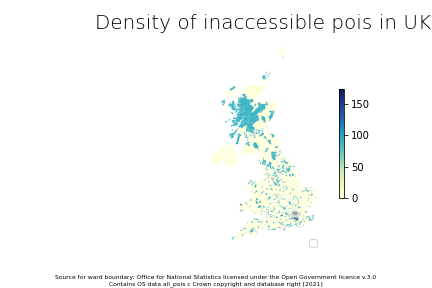 Density of inaccessible pois in UK
150
100
50
0
Source for ward boundary: Office for National Statistics licensed under the Open Government licence v.3.0
Contains OS data all_pois c Crown copyright and database right [2021]